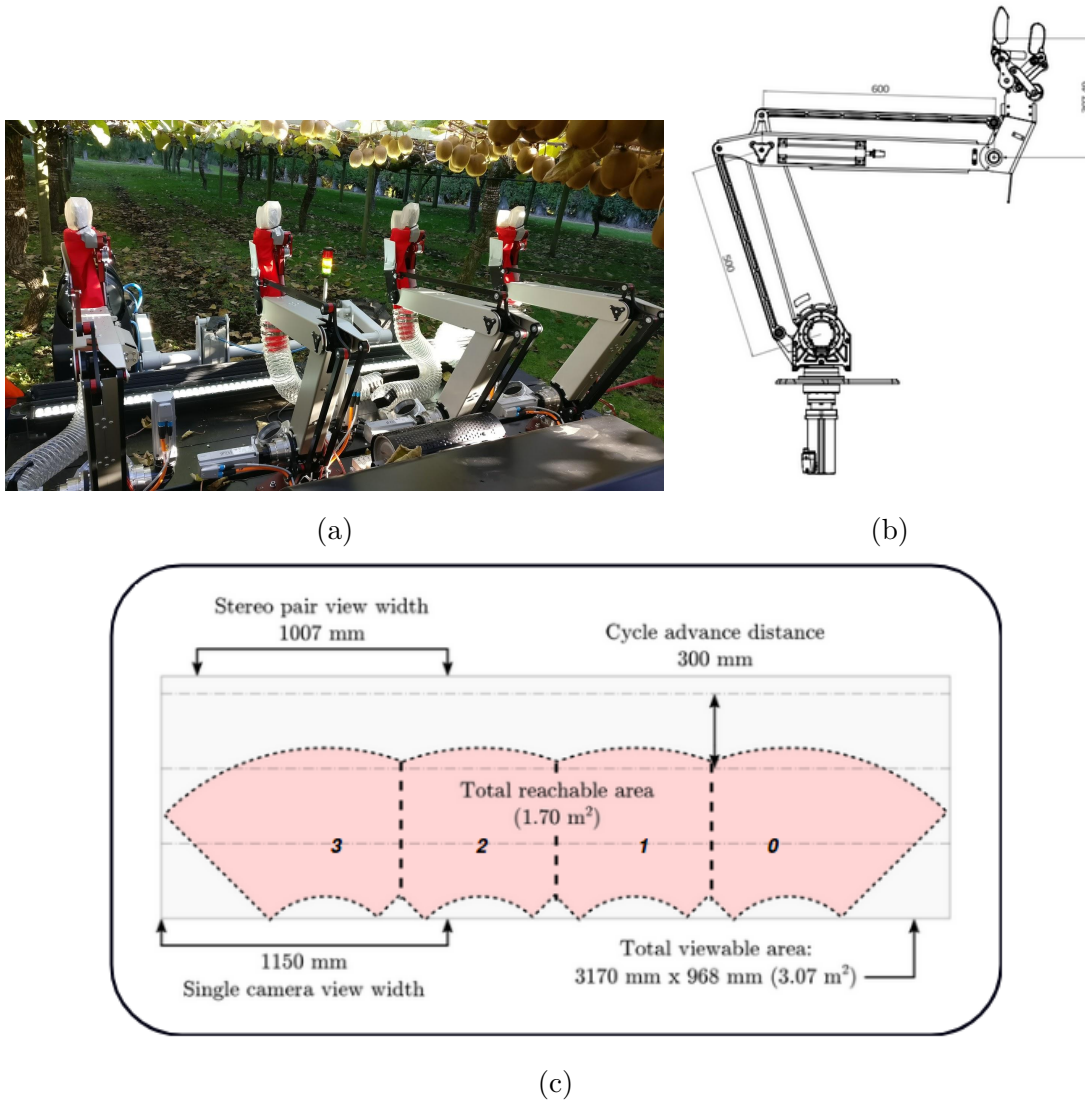 600
500
(a)
(b)
Stereo pair view width
1007 mm
Cycle advance distance
300 mm
Total reachable area
(1.70 m²)
3
2
1
0
1150 mm
Single camera view width
Total viewable area:
3170 mm x 968 mm (3.07 m²)
(c)